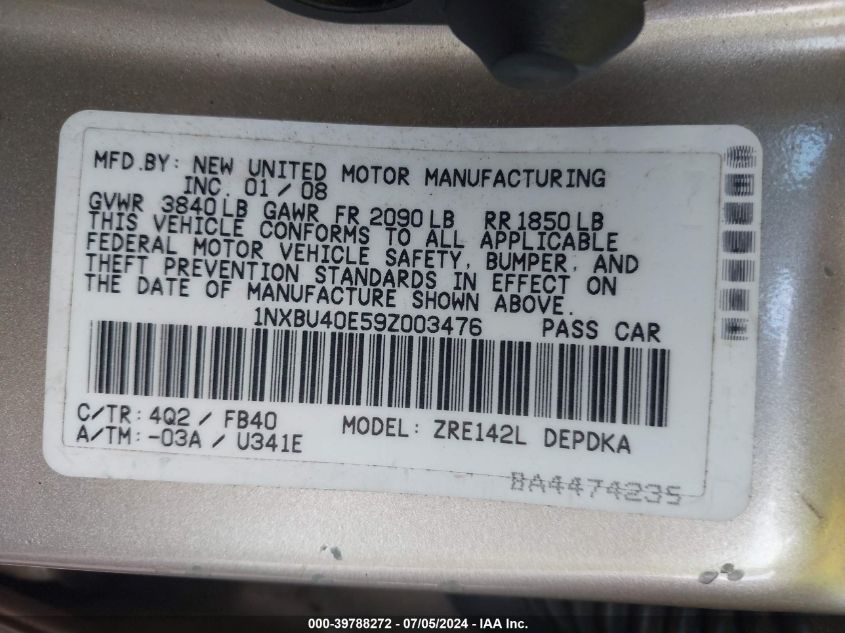 MFD.BY: NEW UNITED MOTOR MANUFACTURING
INC. 01/08
GVWR 3840LB GAWR FR 2090LB RR 1850LB
THIS VEHICLE CONFORMS TO ALL APPLICABLE
FEDERAL MOTOR VEHICLE SAFETY, BUMPER, AND
THEFT PREVENTION STANDARDS IN EFFECT ON
THE DATE OF MANUFACTURE SHOWN ABOVE.
1NXBU40E59Z003476 PASS CAR
C/TR: 4Q2 / FB40 MODEL: ZRE142L DEPDKA
A/TM: -03A / U341E
BA4474235
000-39788272 - 07/05/2024 - IAA Inc.